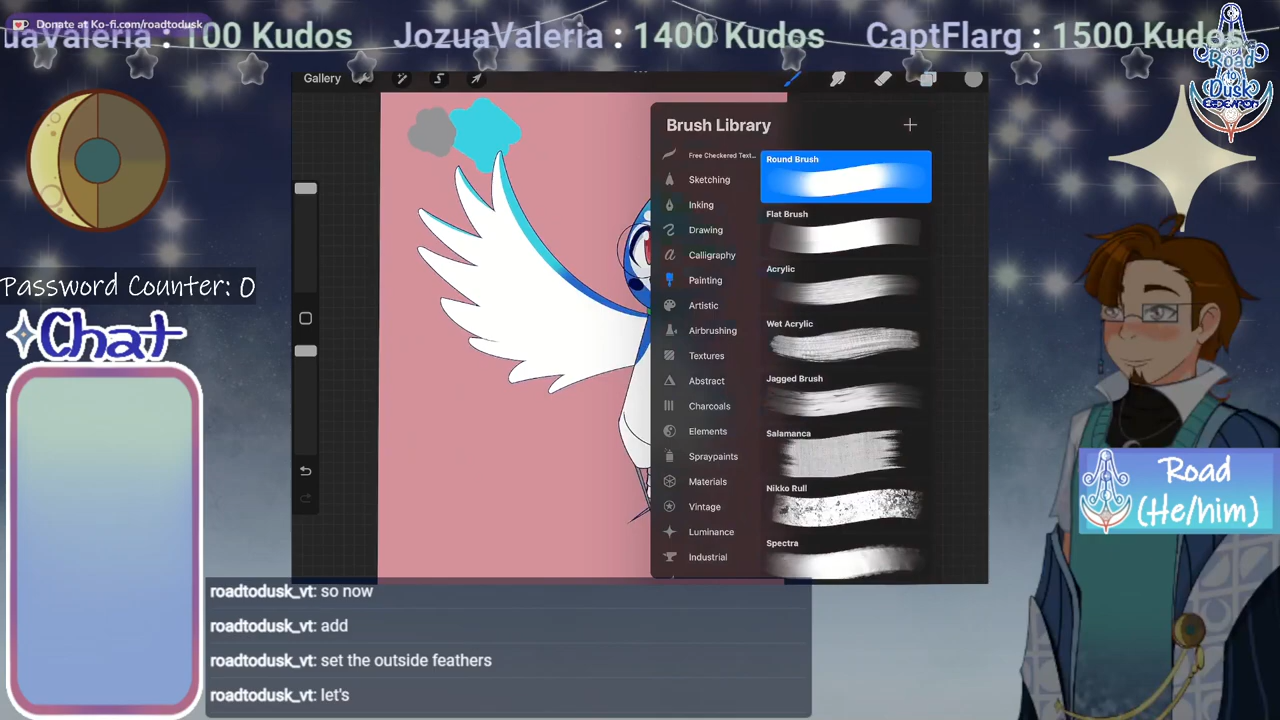 Donate at Ko-fi.com/roadtodusk
uaValeria : 100 Kudos JozuaValeria : 1400 Kudos CaptFlarg : 1500 Kudos
Road
to
Dusk
Gallery
Brush Library
Free Checkered Text...
Sketching
Inking
Drawing
Calligraphy
Painting
Artistic
Airbrushing
Textures
Abstract
Charcoals
Elements
Spraypaints
Materials
Vintage
Luminance
Industrial
Round Brush
Flat Brush
Acrylic
Wet Acrylic
Jagged Brush
Salamanca
Nikko Rull
Spectra
Password Counter: 0
Chat
Road
(He/him)
roadtodusk_vt: so now
roadtodusk_vt: add
roadtodusk_vt: set the outside feathers
roadtodusk_vt: let's